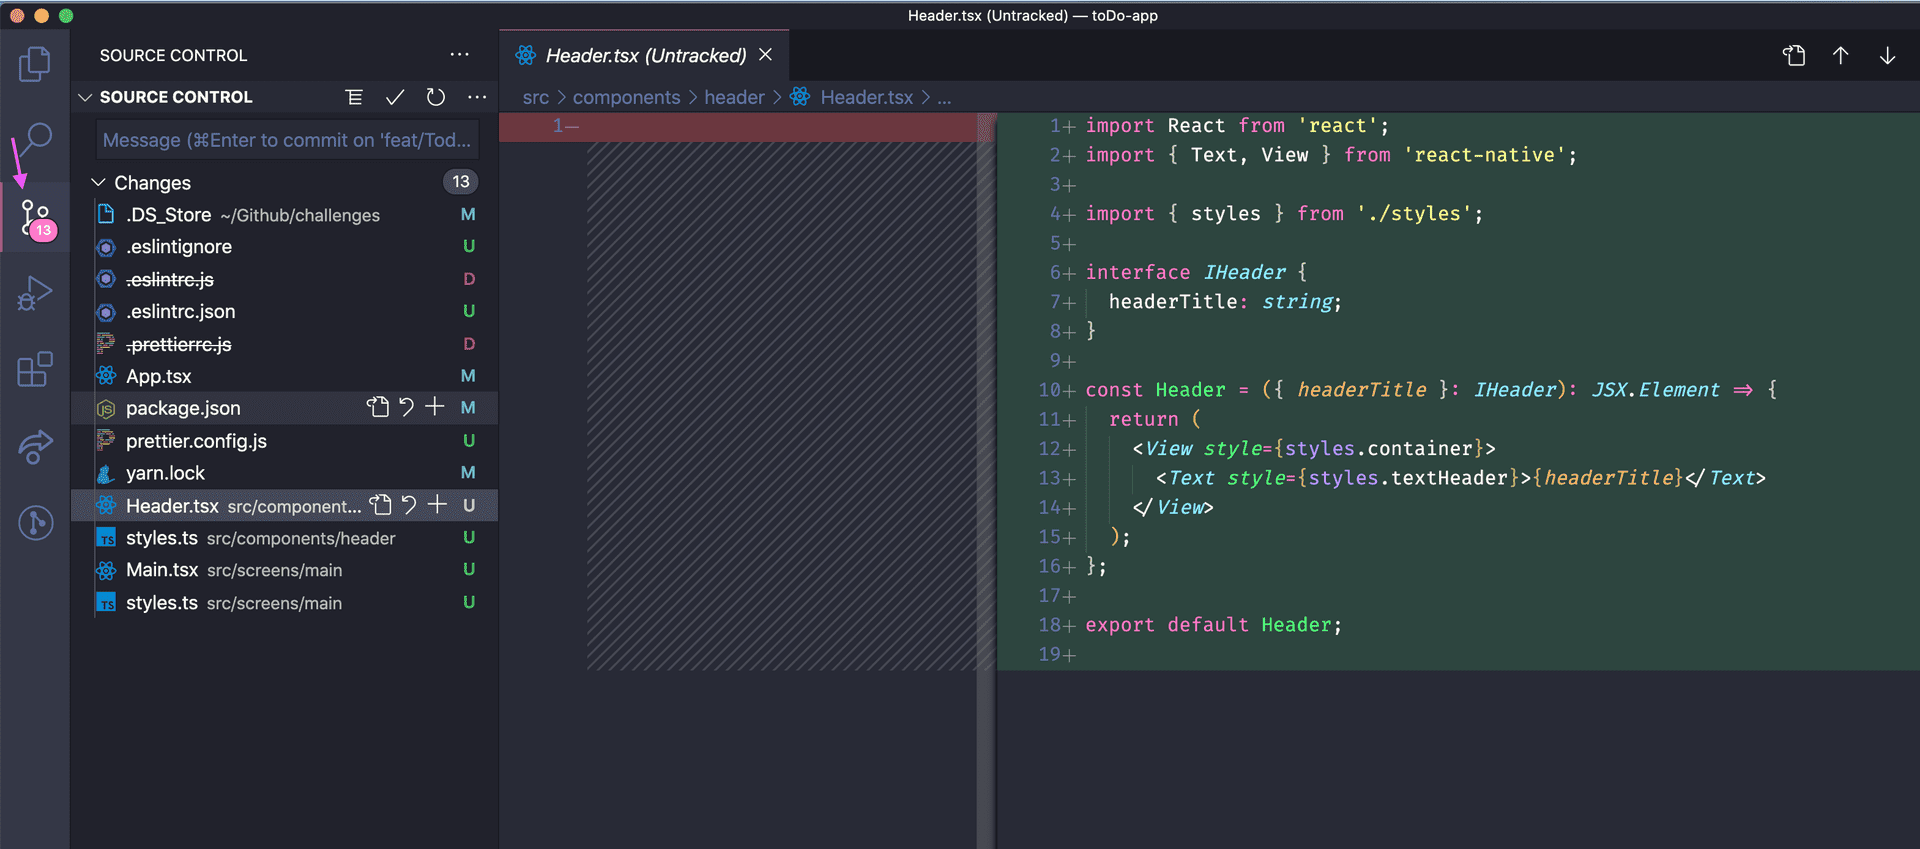 Header.tsx (Untracked) — toDo-app
SOURCE CONTROL
SOURCE CONTROL
Message (⌘Enter to commit on 'feat/Tod...
Changes 13
.DS_Store ~/Github/challenges M
.eslintignore U
.eslintrc.js D
.eslintrc.json U
.prettierrc.js D
App.tsx M
package.json M
prettier.config.js U
yarn.lock M
Header.tsx src/component... U
styles.ts src/components/header U
Main.tsx src/screens/main U
styles.ts src/screens/main U
13
Header.tsx (Untracked)
src > components > header > Header.tsx > ...
1—
1+ import React from 'react';
2+ import { Text, View } from 'react-native';
3+
4+ import { styles } from './styles';
5+
6+ interface IHeader {
7+ headerTitle: string;
8+ }
9+
10+ const Header = ({ headerTitle }: IHeader): JSX.Element => {
11+ return (
12+ <View style={styles.container}>
13+ <Text style={styles.textHeader}>{headerTitle}</Text>
14+ </View>
15+ );
16+ };
17+
18+ export default Header;
19+